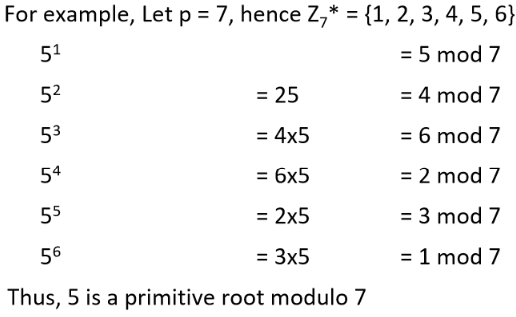 For example, Let p = 7, hence Z₇* = {1, 2, 3, 4, 5, 6}
5¹ = 5 mod 7
5² = 25 = 4 mod 7
5³ = 4x5 = 6 mod 7
5⁴ = 6x5 = 2 mod 7
5⁵ = 2x5 = 3 mod 7
5⁶ = 3x5 = 1 mod 7
Thus, 5 is a primitive root modulo 7